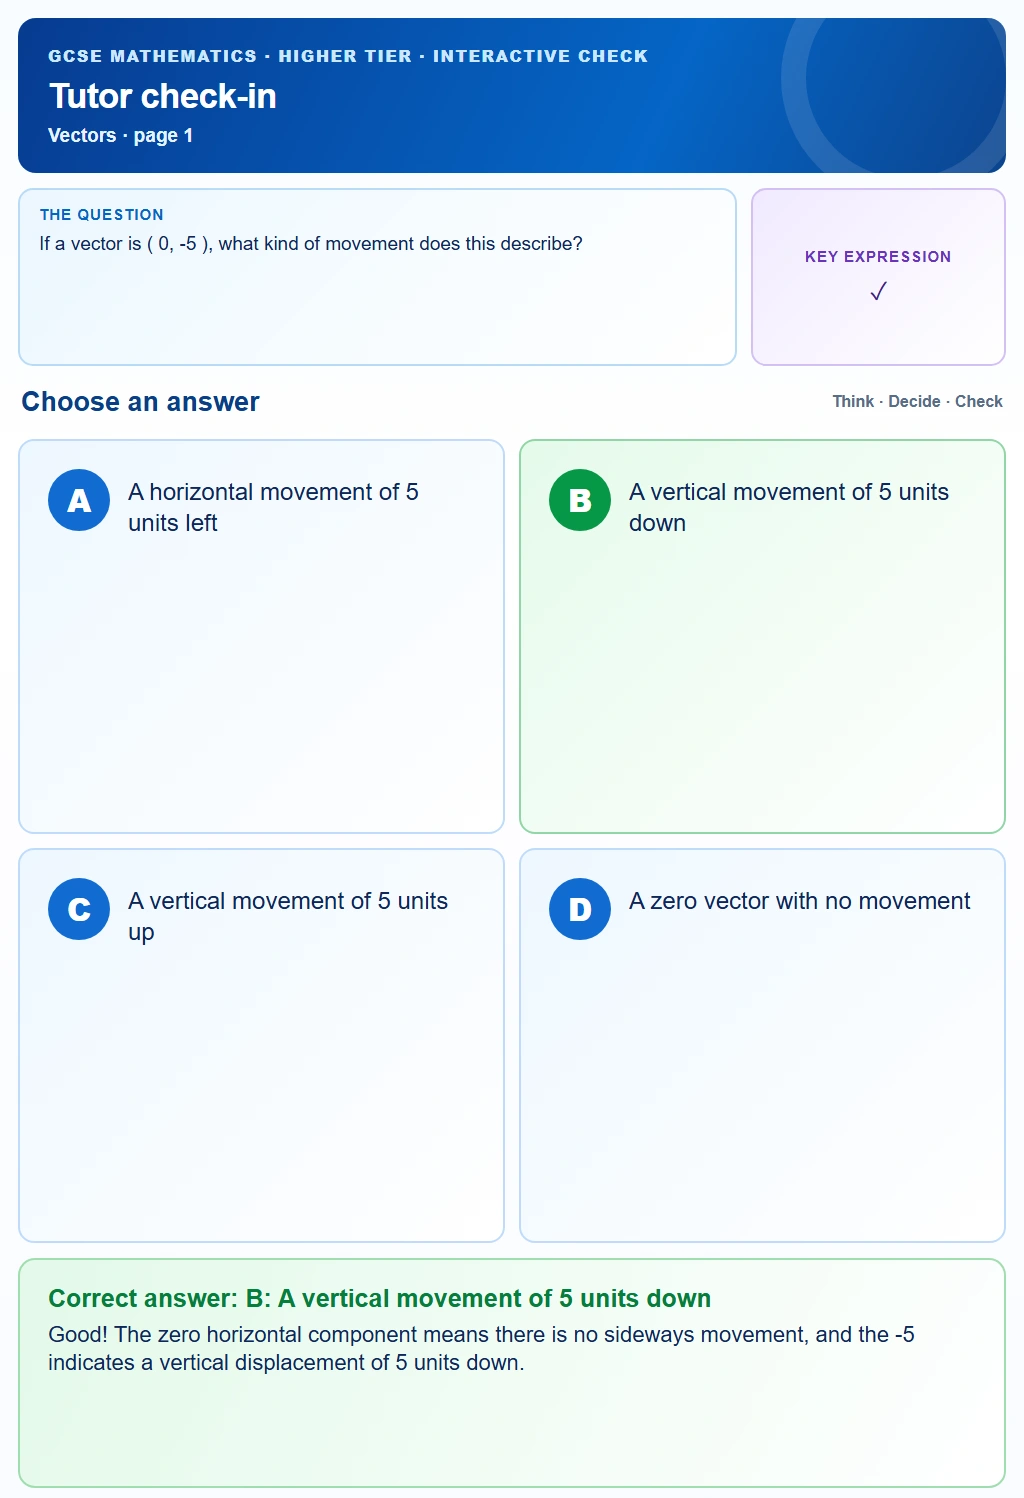 GCSE MATHEMATICS · HIGHER TIER · INTERACTIVE CHECK
Tutor check-in
Vectors · page 1
THE QUESTION
If a vector is ( 0, -5 ), what kind of movement does this describe?
KEY EXPRESSION
✓
Choose an answer
Think · Decide · Check
A
A horizontal movement of 5
units left
B
A vertical movement of 5 units
down
C
A vertical movement of 5 units
up
D
A zero vector with no movement
Correct answer: B: A vertical movement of 5 units down
Good! The zero horizontal component means there is no sideways movement, and the -5
indicates a vertical displacement of 5 units down.